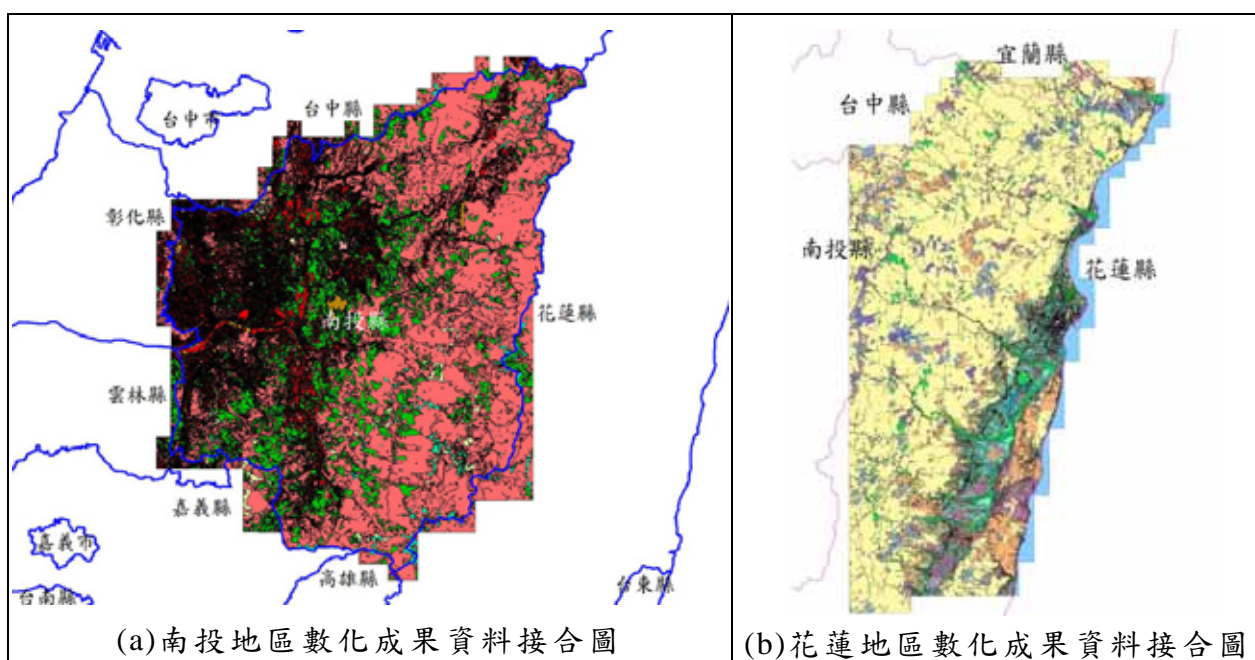 台中縣
台中市
彰化縣
南投縣
花蓮縣
雲林縣
嘉義縣
嘉義市
高雄縣
台東縣
台南縣
(a)南投地區數化成果資料接合圖
宜蘭縣
台中縣
南投縣
花蓮縣
(b)花蓮地區數化成果資料接合圖